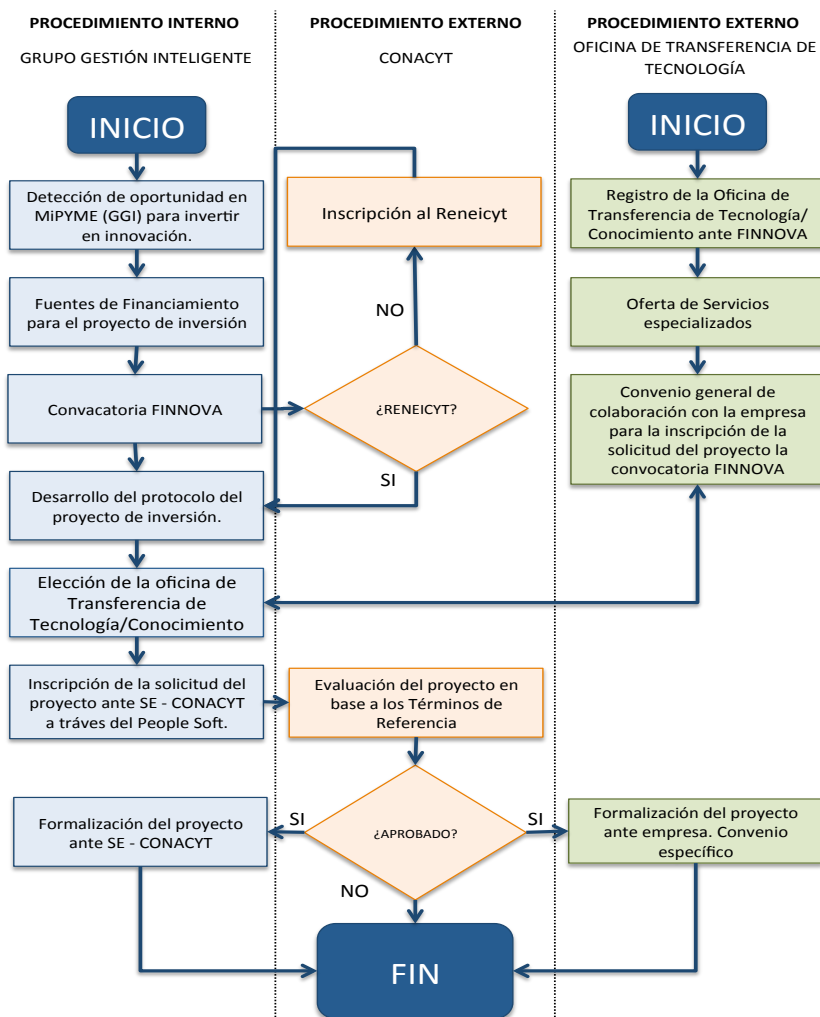 PROCEDIMIENTO INTERNO
GRUPO GESTIÓN INTELIGENTE
PROCEDIMIENTO EXTERNO
CONACYT
PROCEDIMIENTO EXTERNO
OFICINA DE TRANSFERENCIA DE
TECNOLOGÍA
INICIO
Detección de oportunidad en
MiPYME (GGI) para invertir
en innovación.
Fuentes de Financiamiento
para el proyecto de inversión
Convacatoria FINNOVA
Desarrollo del protocolo del
proyecto de inversión.
Elección de la oficina de
Transferencia de
Tecnología/Conocimiento
Inscripción de la solicitud del
proyecto ante SE - CONACYT
a tráves del People Soft.
Formalización del proyecto
ante SE - CONACYT
Inscripción al Reneicyt
NO
¿RENEICYT?
SI
Evaluación del proyecto en
base a los Términos de
Referencia
SI
¿APROBADO?
SI
NO
FIN
INICIO
Registro de la Oficina de
Transferencia de Tecnología/
Conocimiento ante FINNOVA
Oferta de Servicios
especializados
Convenio general de
colaboración con la empresa
para la inscripción de la
solicitud del proyecto la
convocatoria FINNOVA
Formalización del proyecto
ante empresa. Convenio
específico